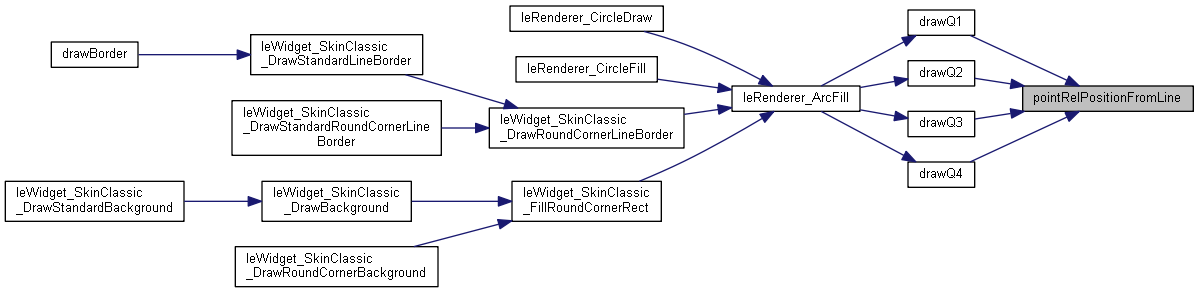 drawBorder
leWidget_SkinClassic
_DrawStandardLineBorder
leWidget_SkinClassic
_DrawStandardRoundCornerLine
Border
leWidget_SkinClassic
_DrawStandardBackground
leWidget_SkinClassic
_DrawBackground
leWidget_SkinClassic
_DrawRoundCornerBackground
leRenderer_CircleDraw
leRenderer_CircleFill
leWidget_SkinClassic
_DrawRoundCornerLineBorder
leWidget_SkinClassic
_FillRoundCornerRect
leRenderer_ArcFill
drawQ1
drawQ2
drawQ3
drawQ4
pointRelPositionFromLine